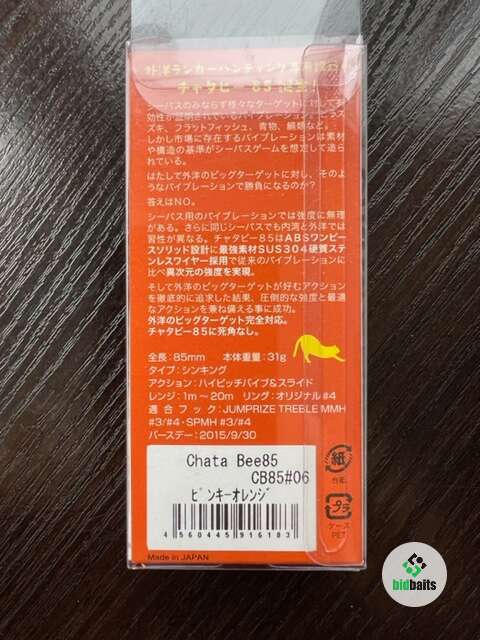 外洋ランカーハンティング
チャタビー85
シーバスのみならず様々なターゲットに対して有
効性が証明されているバイブレーション。ヒラス
ズキ、フラットフィッシュ、青物、鯛類など。
しかし市場に存在するバイブレーションは素材
や構造の基準がシーバスゲームを想定して造ら
れている。
はたして外洋のビッグターゲットに対し、そのよ
うなバイブレーションで勝負になるのか?
答えはNO。
シーバス用のバイブレーションでは強度に無理
がある。さらに同じシーバスでも内湾と外洋では
習性が異なる。チャタビー85はABSワンピー
スソリッド設計に最強素材SUS304硬質ステ
ンレスワイヤー採用で従来のバイブレーション
に比べ異次元の強度を実現。
そして外洋のビッグターゲットが好むアクション
を徹底的に追求した結果、圧倒的な強度と最適
なアクションを兼ね備える事に成功。
外洋のビッグターゲット完全対応。
チャタビー85に死角なし。
全長:85mm 本体重量:31g
タイプ:シンキング
アクション:ハイピッチバイブ&スライド
レンジ:1m〜20m リング:オリジナル#4
適合フック:JUMPRIZE TREBLE MMH
#3/#4・SPMH #3/#4
バースデー:2015/9/30
Chata Bee85
CB85#06
ピンキーオレンジ
4 560445 916183
Made in JAPAN
紙
台紙
プラ
ケース
PET
bidbaits